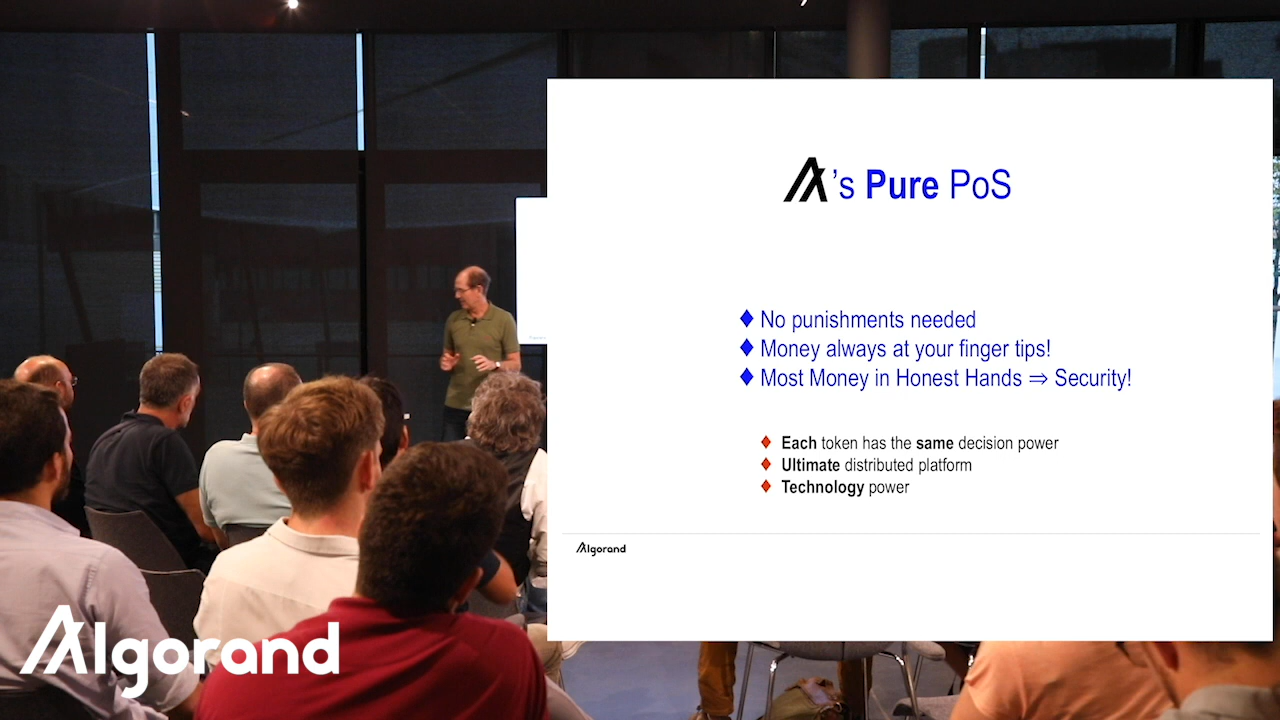 's Pure PoS
♦ No punishments needed
♦ Money always at your finger tips!
♦ Most Money in Honest Hands ⇒ Security!
♦ Each token has the same decision power
♦ Ultimate distributed platform
♦ Technology power
Algorand
Algorand